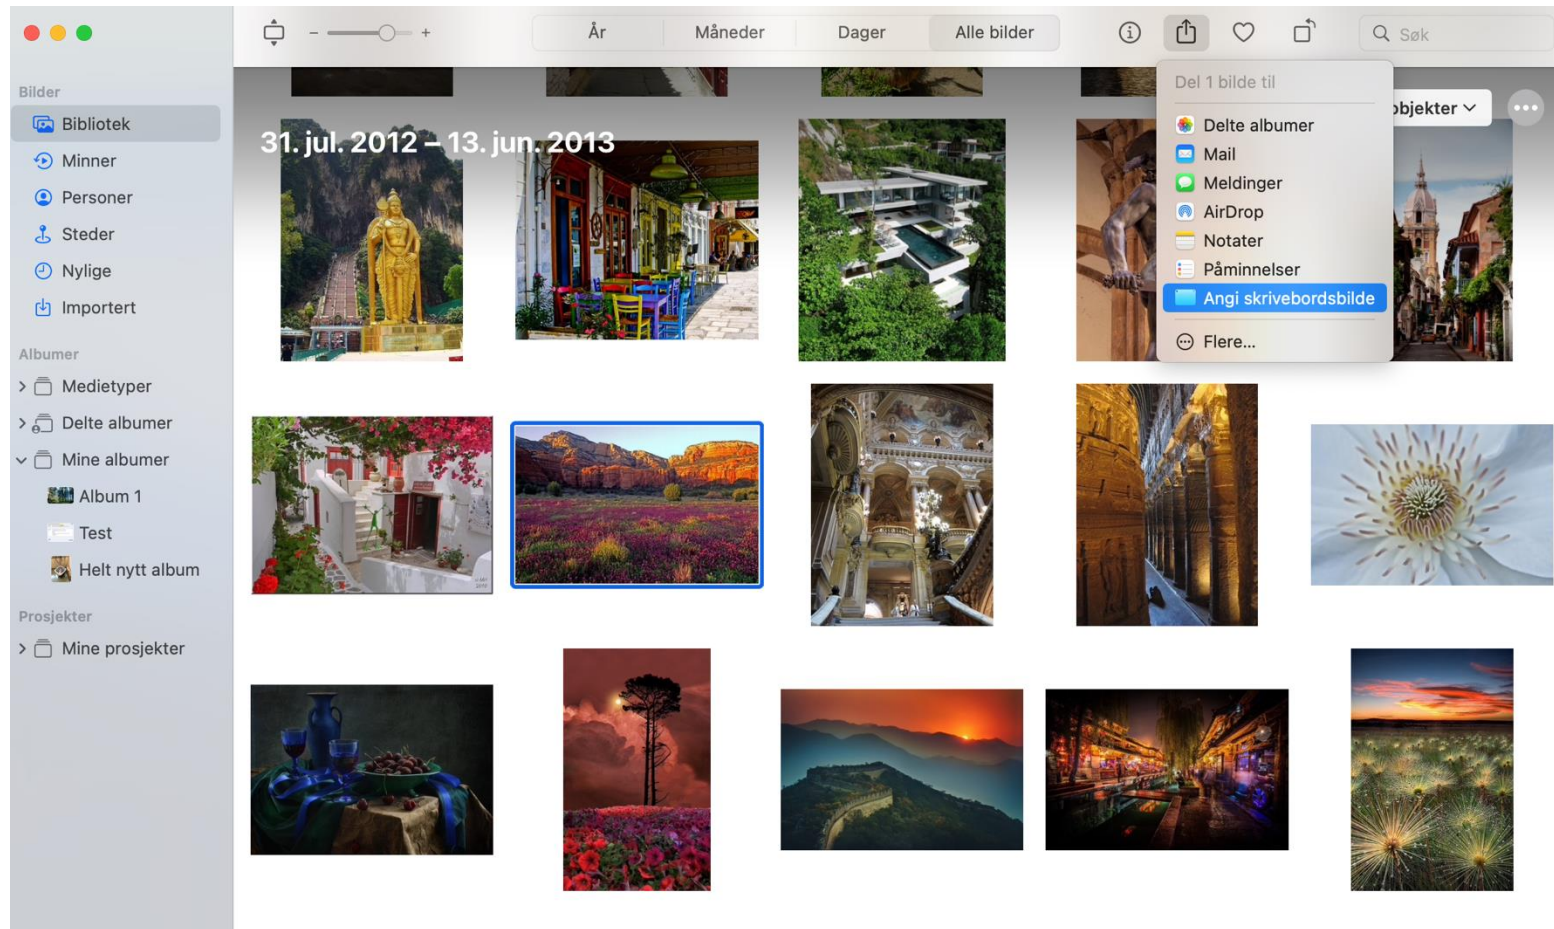 År
Måneder
Dager
Alle bilder
Søk
Bilder
Bibliotek
Minner
Personer
Steder
Nylige
Importert
Albumer
Medietyper
Delte albumer
Mine albumer
Album 1
Test
Helt nytt album
Prosjekter
Mine prosjekter
31. jul. 2012 – 13. jun. 2013
objekter
Del 1 bilde til
Delte albumer
Mail
Meldinger
AirDrop
Notater
Påminnelser
Angi skrivebordsbilde
Flere...